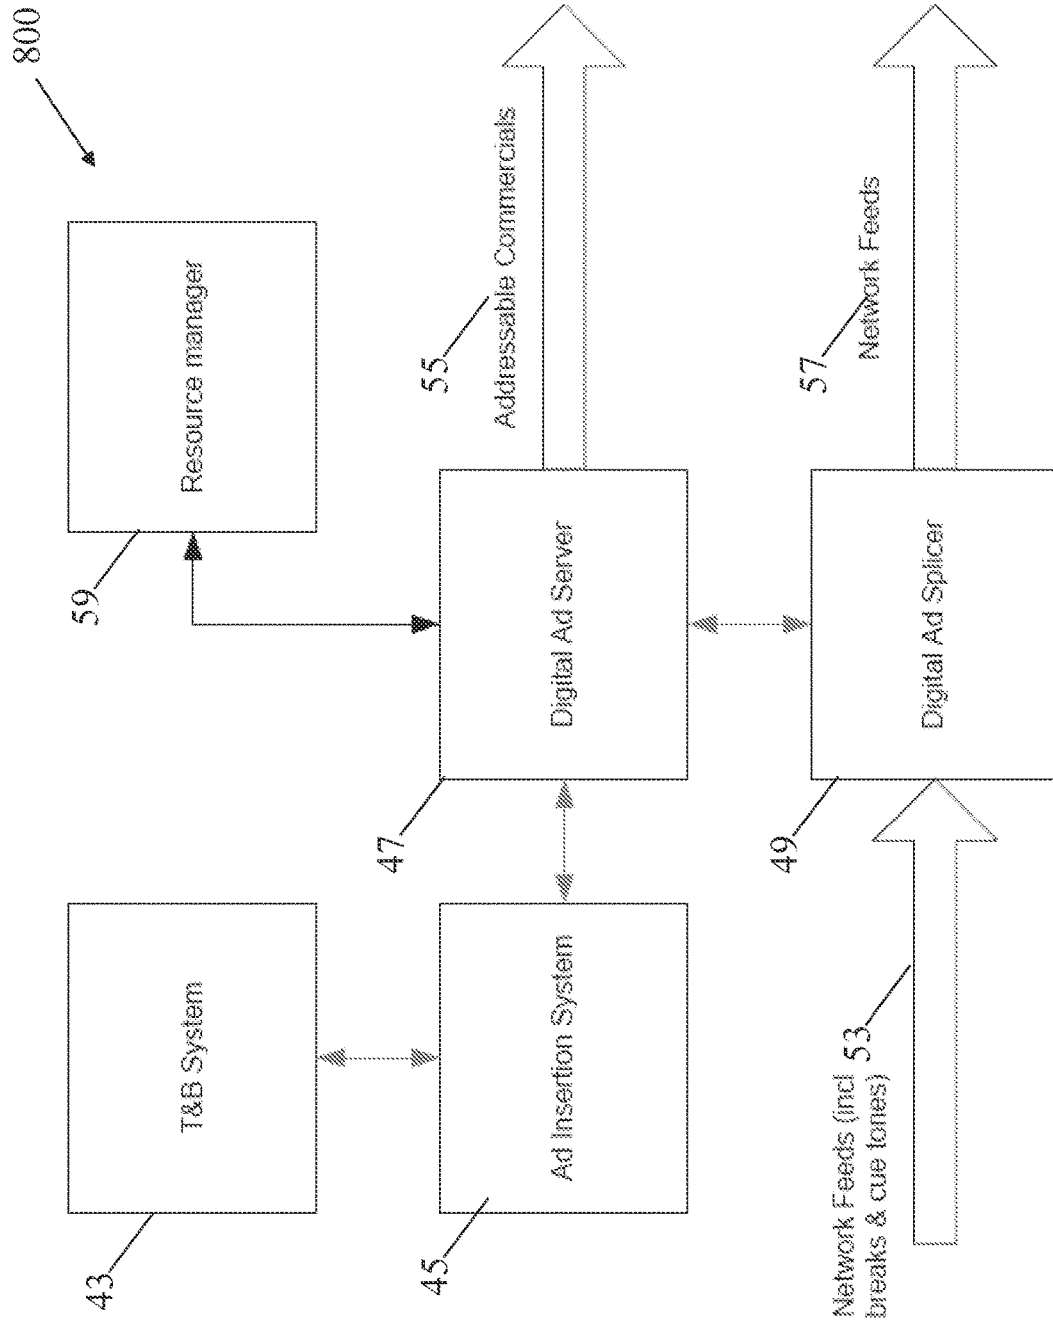 800
43
T&B System
59
Resource manager
45
Ad Insertion System
47
Digital Ad Server
55
Addressable Commercials
53
Network Feeds (incl
breaks & cue tones)
49
Digital Ad Splicer
57
Network Feeds